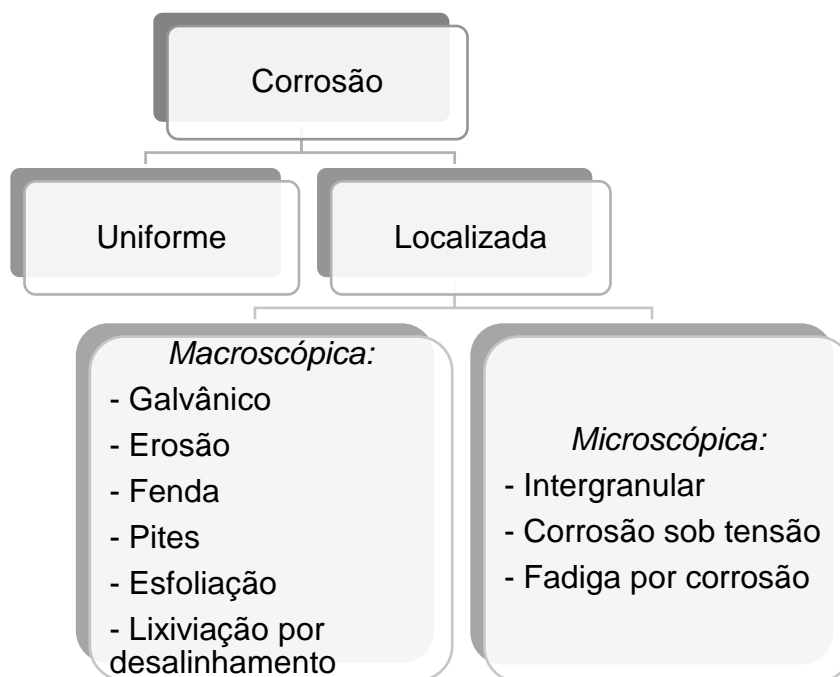 Corrosão
Uniforme
Localizada
Macroscópica:
- Galvânico
- Erosão
- Fenda
- Pites
- Esfoliação
- Lixiviação por
desalinhamento
Microscópica:
- Intergranular
- Corrosão sob tensão
- Fadiga por corrosão